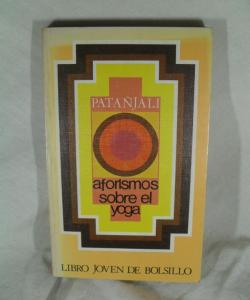 PATAÑJALI
aforismos
sobre el
yoga
LIBRO JOVEN DE BOLSILLO